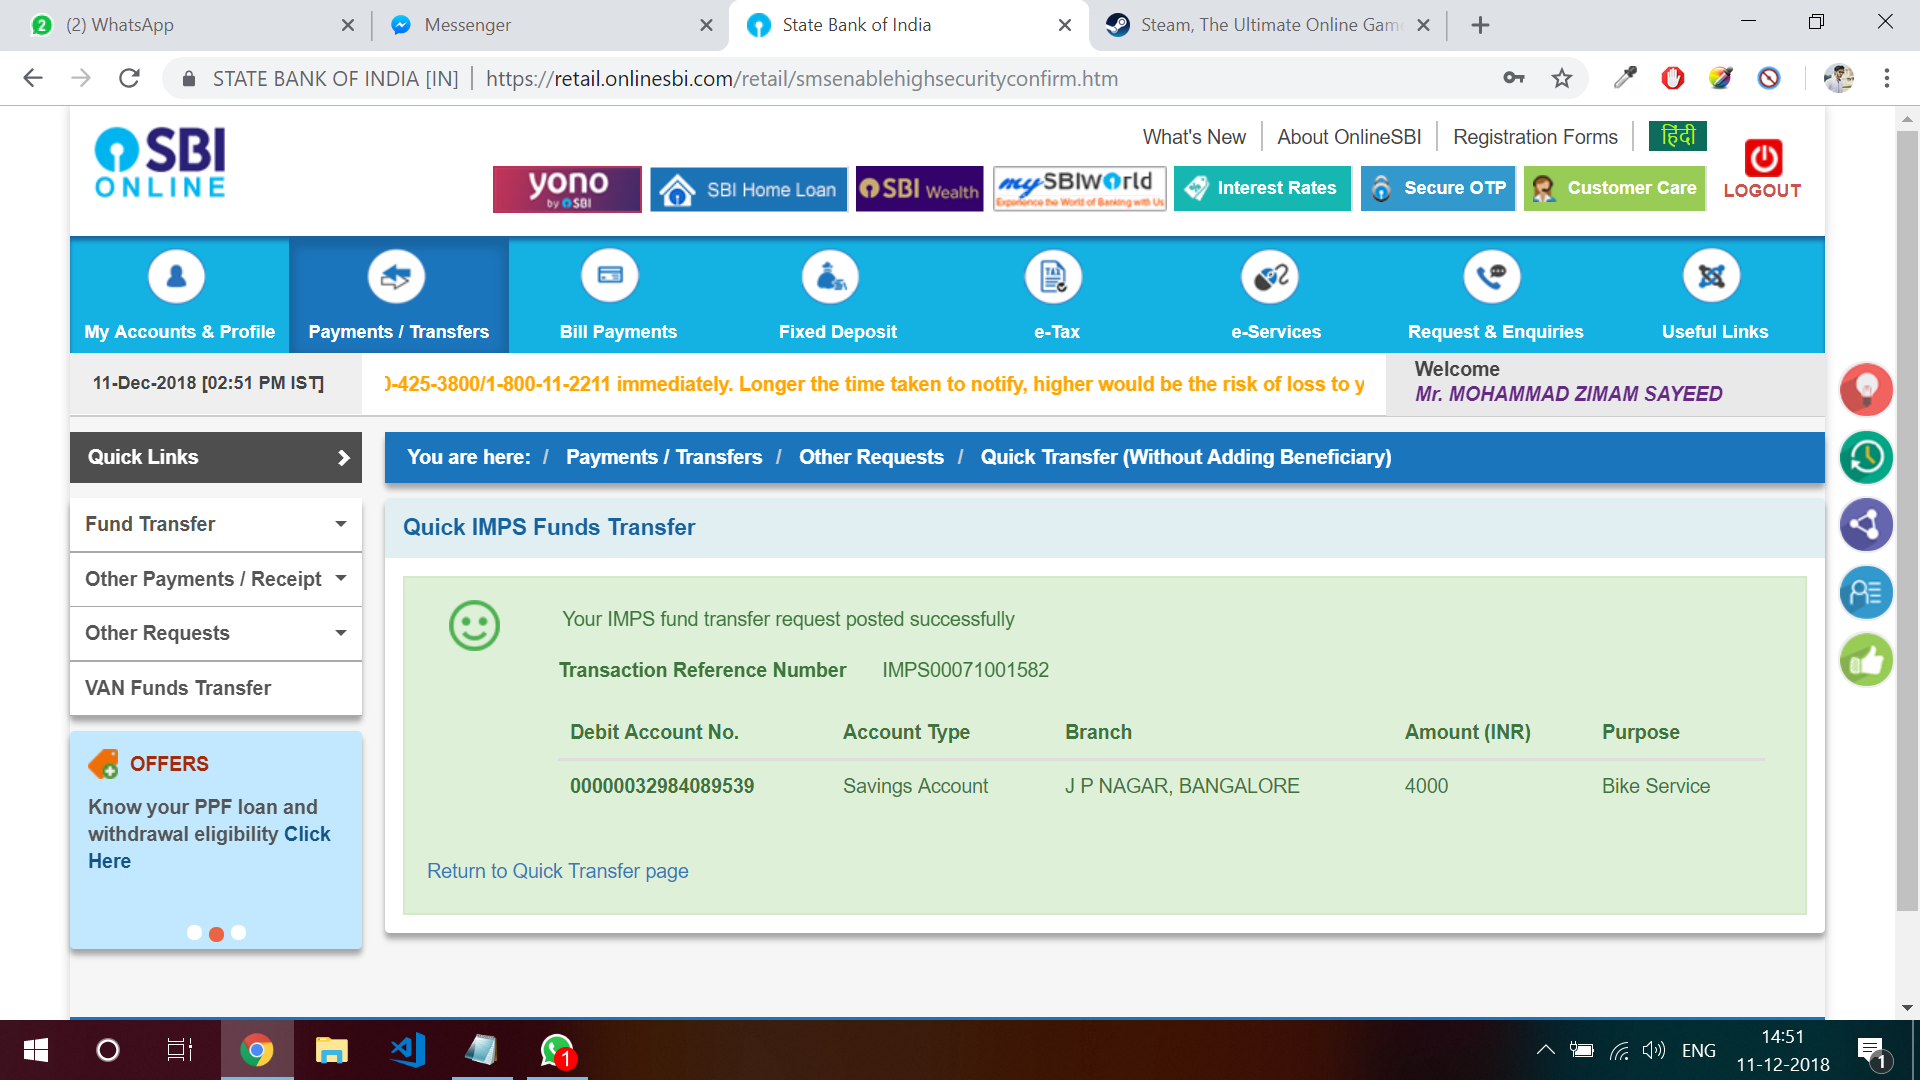 2 (2) WhatsApp
Messenger
State Bank of India
Steam, The Ultimate Online Gam
STATE BANK OF INDIA [IN] https://retail.onlinesbi.com/retail/smsenablehighsecurityconfirm.htm
SBI
ONLINE
What's New About OnlineSBI Registration Forms हिंदी
LOGOUT
yono
by SBI
SBI Home Loan
SBI Wealth
mySBIWorld
Experience the World of Banking with Us
Interest Rates
Secure OTP
Customer Care
My Accounts & Profile
Payments / Transfers
Bill Payments
Fixed Deposit
TAX
e-Tax
e-Services
Request & Enquiries
Useful Links
11-Dec-2018 [02:51 PM IST]
0-425-3800/1-800-11-2211 immediately. Longer the time taken to notify, higher would be the risk of loss to y
Welcome
Mr. MOHAMMAD ZIMAM SAYEED
Quick Links
You are here: / Payments / Transfers / Other Requests / Quick Transfer (Without Adding Beneficiary)
Fund Transfer
Other Payments / Receipt
Other Requests
VAN Funds Transfer
OFFERS
Know your PPF loan and
withdrawal eligibility Click
Here
Quick IMPS Funds Transfer
Your IMPS fund transfer request posted successfully
Transaction Reference Number IMPS00071001582
Debit Account No. Account Type Branch Amount (INR) Purpose
00000032984089539 Savings Account J P NAGAR, BANGALORE 4000 Bike Service
Return to Quick Transfer page
1
ENG
14:51
11-12-2018
1